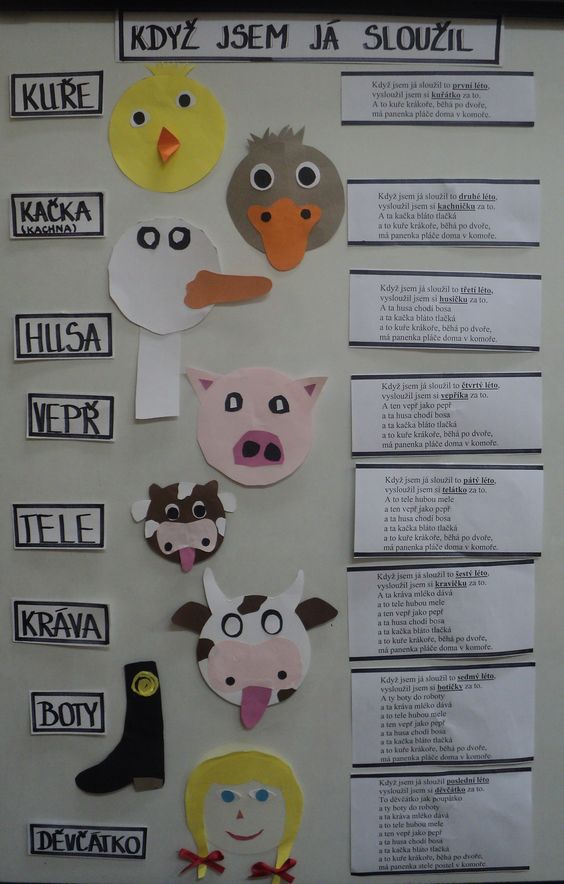 KDYŽ JSEM JÁ SLOUŽIL
KUŘE
Když jsem já sloužil to první léto,
vysloužil jsem si kuřátko za to.
A to kuře krákoře, běhá po dvoře,
má panenka pláče doma v komoře.
KAČKA
(KACHNA)
Když jsem já sloužil to druhé léto,
vysloužil jsem si kachničku za to.
A ta kačka bláto tlačká
a to kuře krákoře, běhá po dvoře,
má panenka pláče doma v komoře.
HUSA
Když jsem já sloužil to třetí léto,
vysloužil jsem si husičku za to.
A ta husa chodí bosa
a ta kačka bláto tlačká
a to kuře krákoře, běhá po dvoře,
má panenka pláče doma v komoře.
VEPŘ
Když jsem já sloužil to čtvrtý léto,
vysloužil jsem si vepříka za to.
A ten vepř jako pepř
a ta husa chodí bosa
a ta kačka bláto tlačká
a to kuře krákoře, běhá po dvoře,
má panenka pláče doma v komoře.
TELE
Když jsem já sloužil to pátý léto,
vysloužil jsem si telátko za to.
A to tele hubou mele
a ten vepř jako pepř
a ta husa chodí bosa
a ta kačka bláto tlačká
a to kuře krákoře, běhá po dvoře,
má panenka pláče doma v komoře.
KRÁVA
Když jsem já sloužil to šestý léto,
vysloužil jsem si kravičku za to.
A ta kráva mléko dává
a to tele hubou mele
a ten vepř jako pepř
a ta husa chodí bosa
a ta kačka bláto tlačká
a to kuře krákoře, běhá po dvoře,
má panenka pláče doma v komoře.
BOTY
Když jsem já sloužil to sedmý léto,
vysloužil jsem si botičky za to.
A ty boty do roboty
a ta kráva mléko dává
a to tele hubou mele
a ten vepř jako pepř
a ta husa chodí bosa
a ta kačka bláto tlačká
a to kuře krákoře, běhá po dvoře,
má panenka pláče doma v komoře.
DĚVČÁTKO
Když jsem já sloužil poslední léto
vysloužil jsem si děvčátko za to.
To děvčátko jak poupátko
a ty boty do roboty
a ta kráva mléko dává
a to tele hubou mele
a ten vepř jako pepř
a ta husa chodí bosa
a ta kačka bláto tlačká
a to kuře krákoře, běhá po dvoře,
má panenka stele postel v komoře.